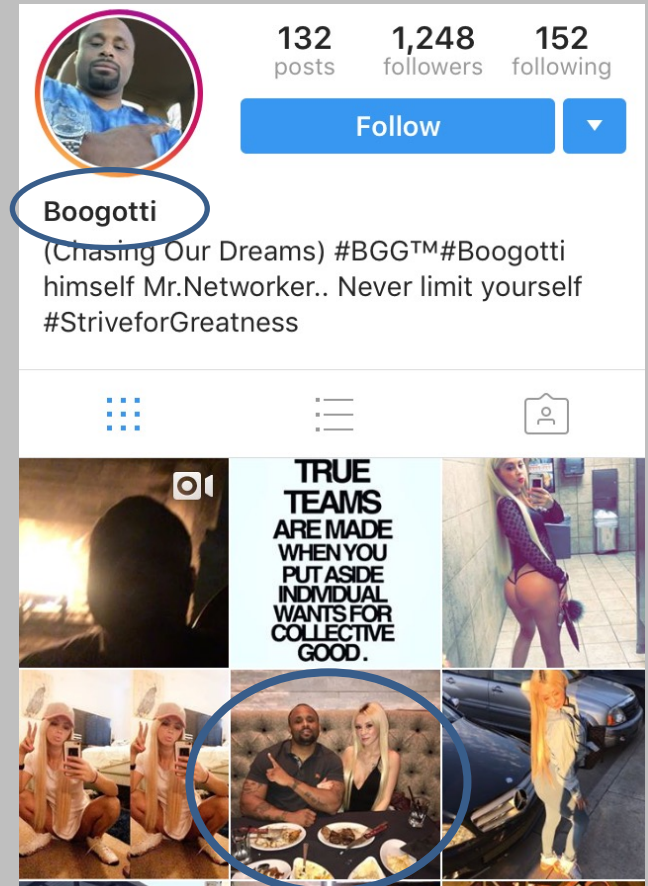 132 1,248 152
posts followers following
Follow
Boogotti
(Chasing Our Dreams) #BGG™#Boogotti
himself Mr.Networker.. Never limit yourself
#StriveforGreatness
TRUE
TEAMS
ARE MADE
WHEN YOU
PUT ASIDE
INDIVIDUAL
WANTS FOR
COLLECTIVE
GOOD.